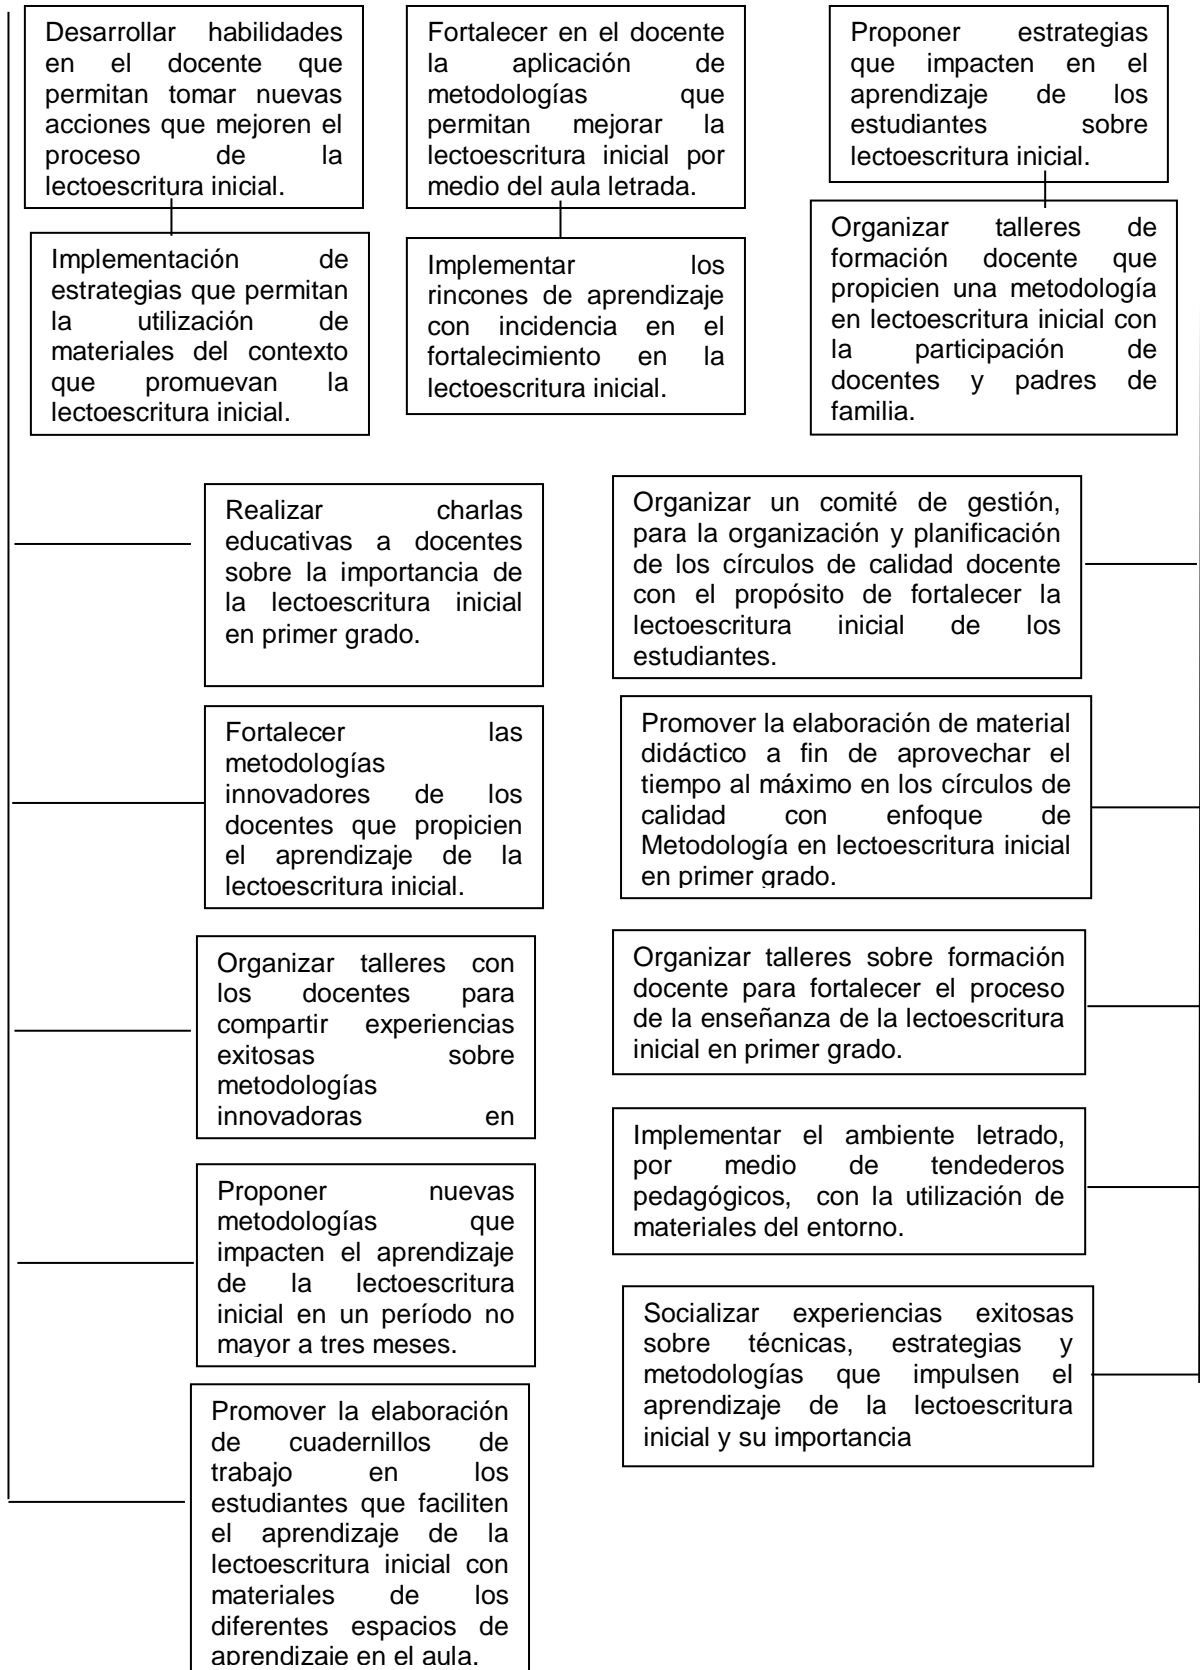 Desarrollar habilidades
en el docente que
permitan tomar nuevas
acciones que mejoren el
proceso de la
lectoescritura inicial.
Fortalecer en el docente
la aplicación de
metodologías que
permitan mejorar la
lectoescritura inicial por
medio del aula letrada.
Proponer estrategias
que impacten en el
aprendizaje de los
estudiantes sobre
lectoescritura inicial.
Implementación de
estrategias que permitan
la utilización de
materiales del contexto
que promuevan la
lectoescritura inicial.
Implementar los
rincones de aprendizaje
con incidencia en el
fortalecimiento en la
lectoescritura inicial.
Organizar talleres de
formación docente que
propicien una metodología
en lectoescritura inicial con
la participación de
docentes y padres de
familia.
Realizar charlas
educativas a docentes
sobre la importancia de
la lectoescritura inicial
en primer grado.
Organizar un comité de gestión,
para la organización y planificación
de los círculos de calidad docente
con el propósito de fortalecer la
lectoescritura inicial de los
estudiantes.
Fortalecer las
metodologías
innovadores de los
docentes que propicien
el aprendizaje de la
lectoescritura inicial.
Promover la elaboración de material
didáctico a fin de aprovechar el
tiempo al máximo en los círculos de
calidad con enfoque de
Metodología en lectoescritura inicial
en primer grado.
Organizar talleres con
los docentes para
compartir experiencias
exitosas sobre
metodologías
innovadoras en
Organizar talleres sobre formación
docente para fortalecer el proceso
de la enseñanza de la lectoescritura
inicial en primer grado.
Proponer nuevas
metodologías que
impacten el aprendizaje
de la lectoescritura
inicial en un período no
mayor a tres meses.
Implementar el ambiente letrado,
por medio de tendederos
pedagógicos, con la utilización de
materiales del entorno.
Promover la elaboración
de cuadernillos de
trabajo en los
estudiantes que faciliten
el aprendizaje de la
lectoescritura inicial con
materiales de los
diferentes espacios de
aprendizaje en el aula.
Socializar experiencias exitosas
sobre técnicas, estrategias y
metodologías que impulsen el
aprendizaje de la lectoescritura
inicial y su importancia